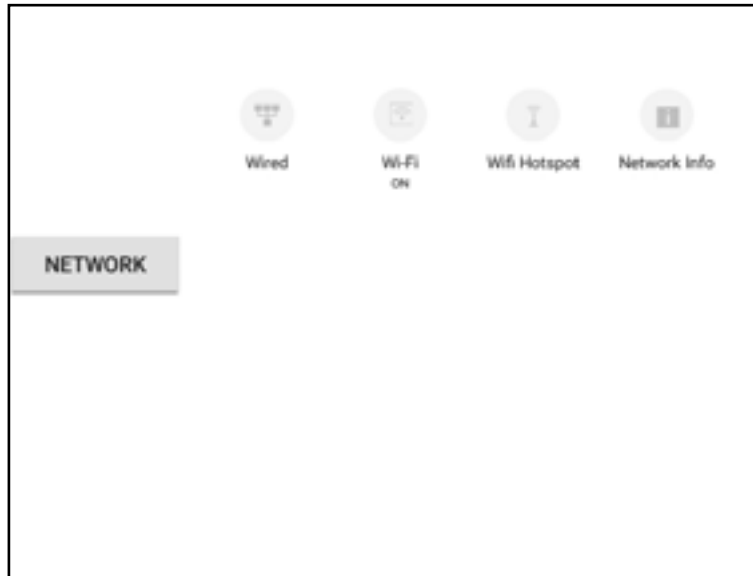 Wired
Wi-Fi
ON
Wifi Hotspot
Network Info
NETWORK